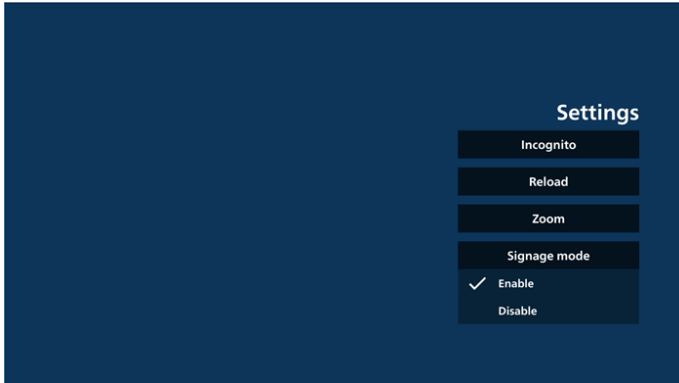 Settings
Incognito
Reload
Zoom
Signage mode
Enable
Disable